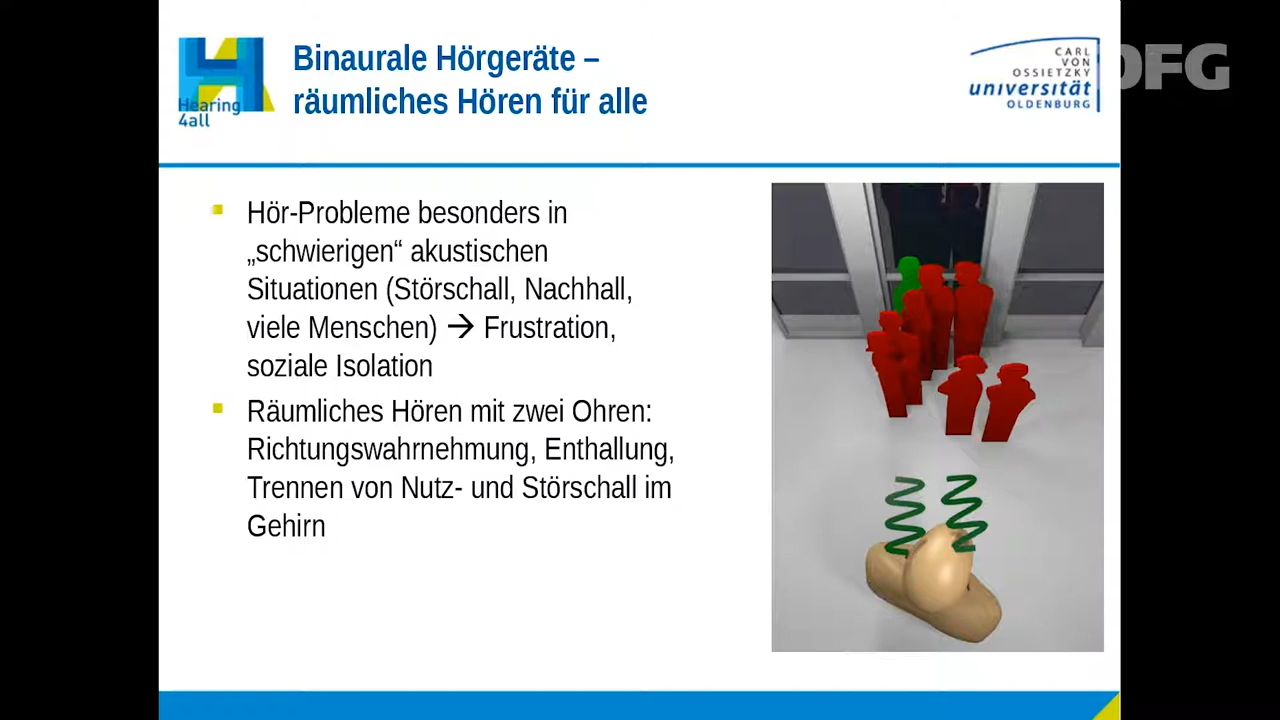 Hearing
4all
Binaurale Hörgeräte –
räumliches Hören für alle
CARL
VON
OSSIETZKY
universität
OLDENBURG
DFG
Hör-Probleme besonders in
„schwierigen“ akustischen
Situationen (Störschall, Nachhall,
viele Menschen) → Frustration,
soziale Isolation
Räumliches Hören mit zwei Ohren:
Richtungswahrnehmung, Enthallung,
Trennen von Nutz- und Störschall im
Gehirn